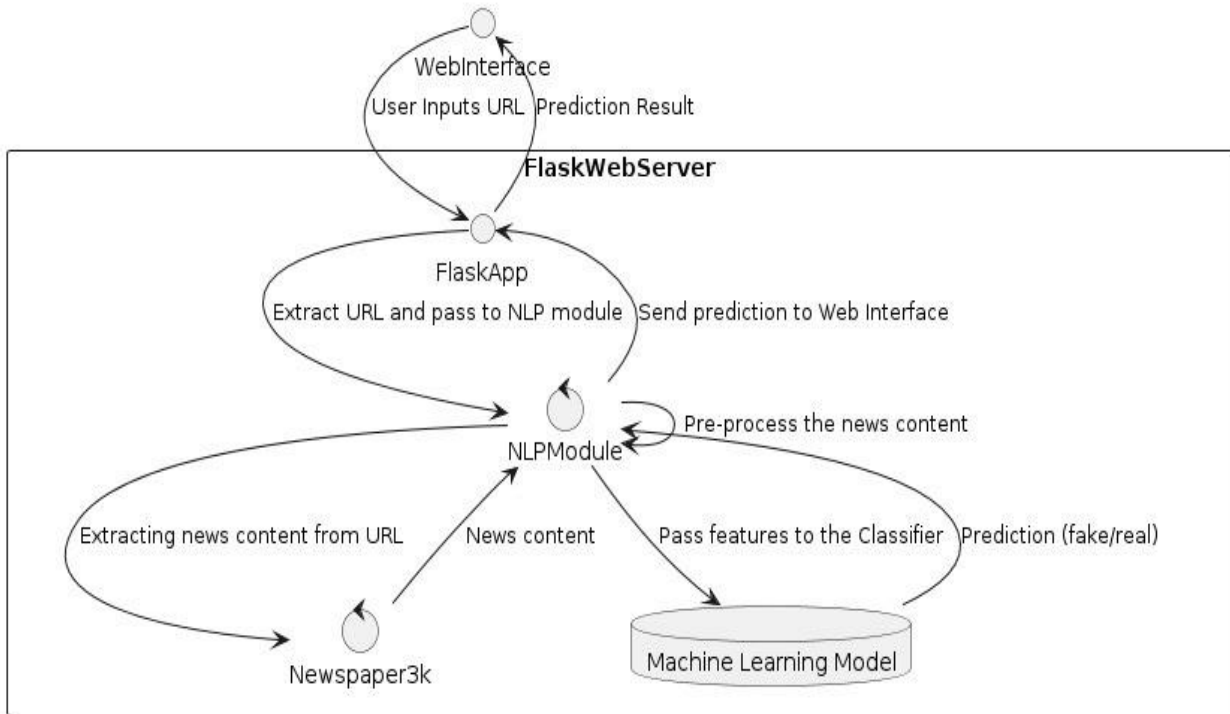 WebInterface
User Inputs URL
Prediction Result
FlaskWebServer
FlaskApp
Extract URL and pass to NLP module
Send prediction to Web Interface
Pre-process the news content
NLPModule
Extracting news content from URL
News content
Pass features to the Classifier
Prediction (fake/real)
Newspaper3k
Machine Learning Model